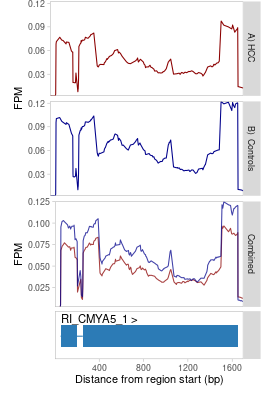 0.12
0.09
0.06
0.03
A) HCC
FPM
0.12
0.09
0.06
0.03
B) Controls
0.125
0.100
0.075
0.050
0.025
FPM
Combined
RI_CMYA5_1 >
400
800
1200
1600
Distance from region start (bp)